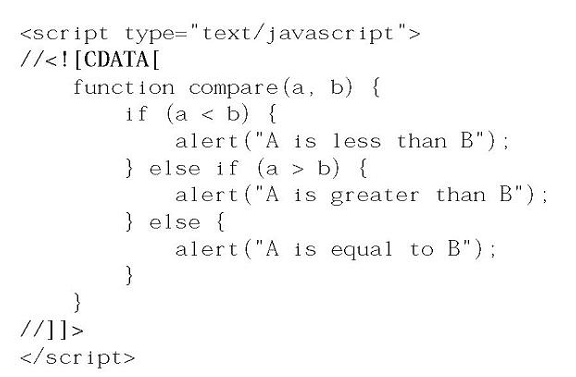 <script type="text/javascript">
//<![CDATA[
    function compare(a, b) {
        if (a < b) {
            alert("A is less than B");
        } else if (a > b) {
            alert("A is greater than B");
        } else {
            alert("A is equal to B");
        }
    }
//]]>
</script>